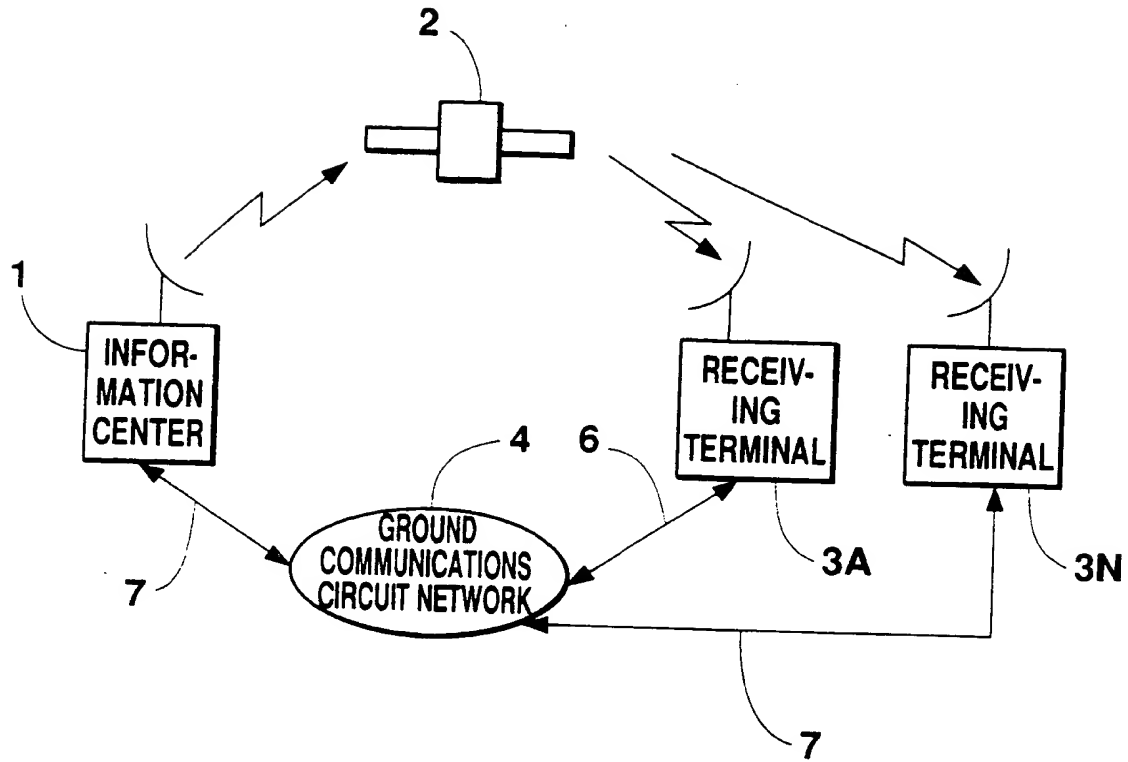 2
1
INFOR-
MATION
CENTER
RECEIV-
ING
TERMINAL
RECEIV-
ING
TERMINAL
4
6
GROUND
COMMUNICATIONS
CIRCUIT NETWORK
7
3A
3N
7